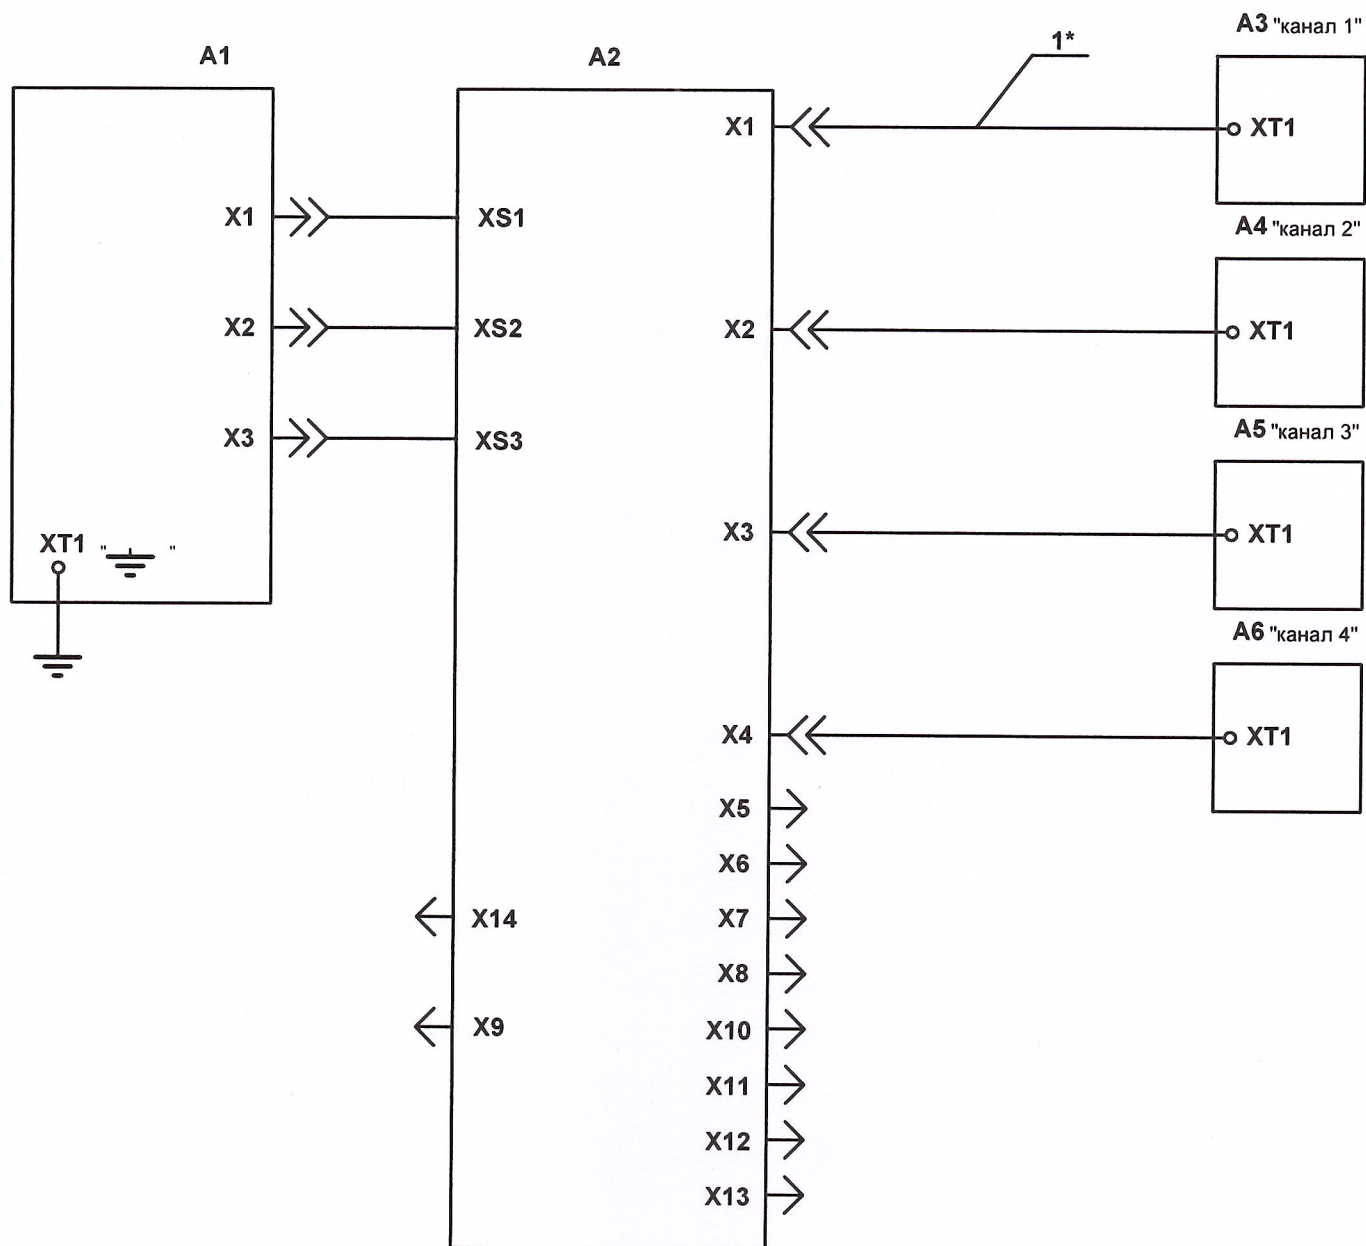 A1
A2
1*
A3 "канал 1"
X1
XT1
X1
XS1
A4 "канал 2"
X2
XS2
X2
XT1
A5 "канал 3"
X3
XS3
X3
XT1
XT1 " "
A6 "канал 4"
X4
XT1
X5
X6
X14
X7
X8
X9
X10
X11
X12
X13